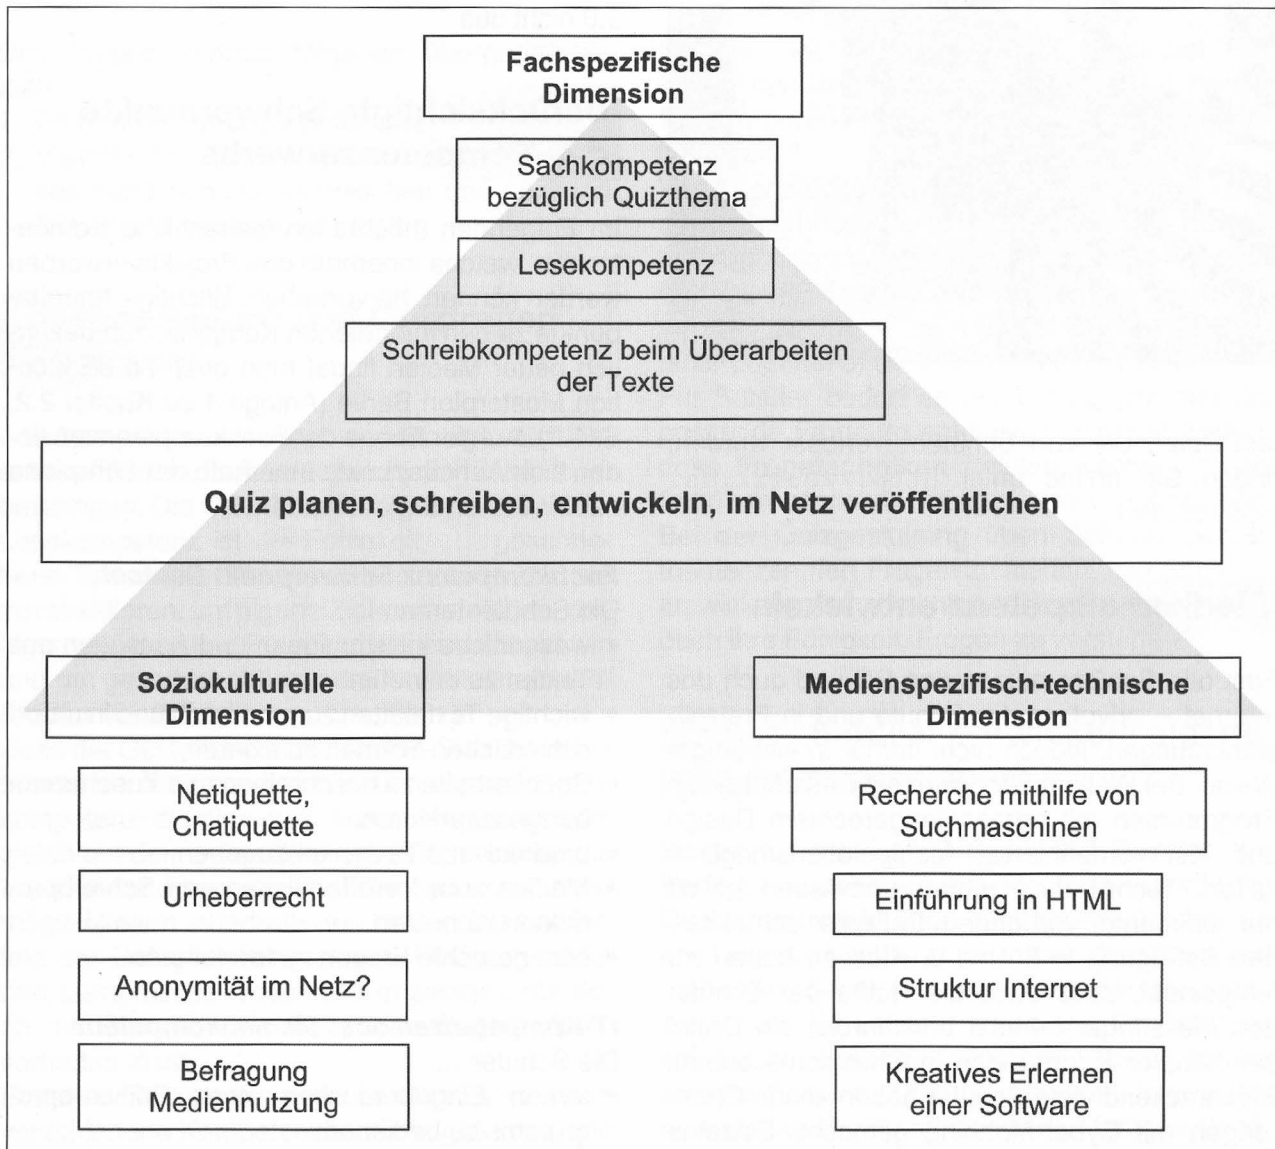 Fachspezifische
Dimension
Sachkompetenz
bezüglich Quizthema
Lesekompetenz
Schreibkompetenz beim Überarbeiten
der Texte
Quiz planen, schreiben, entwickeln, im Netz veröffentlichen
Soziokulturelle
Dimension
Netiquette,
Chatiquette
Urheberrecht
Anonymität im Netz?
Befragung
Mediennutzung
Medienspezifisch-technische
Dimension
Recherche mithilfe von
Suchmaschinen
Einführung in HTML
Struktur Internet
Kreatives Erlernen
einer Software